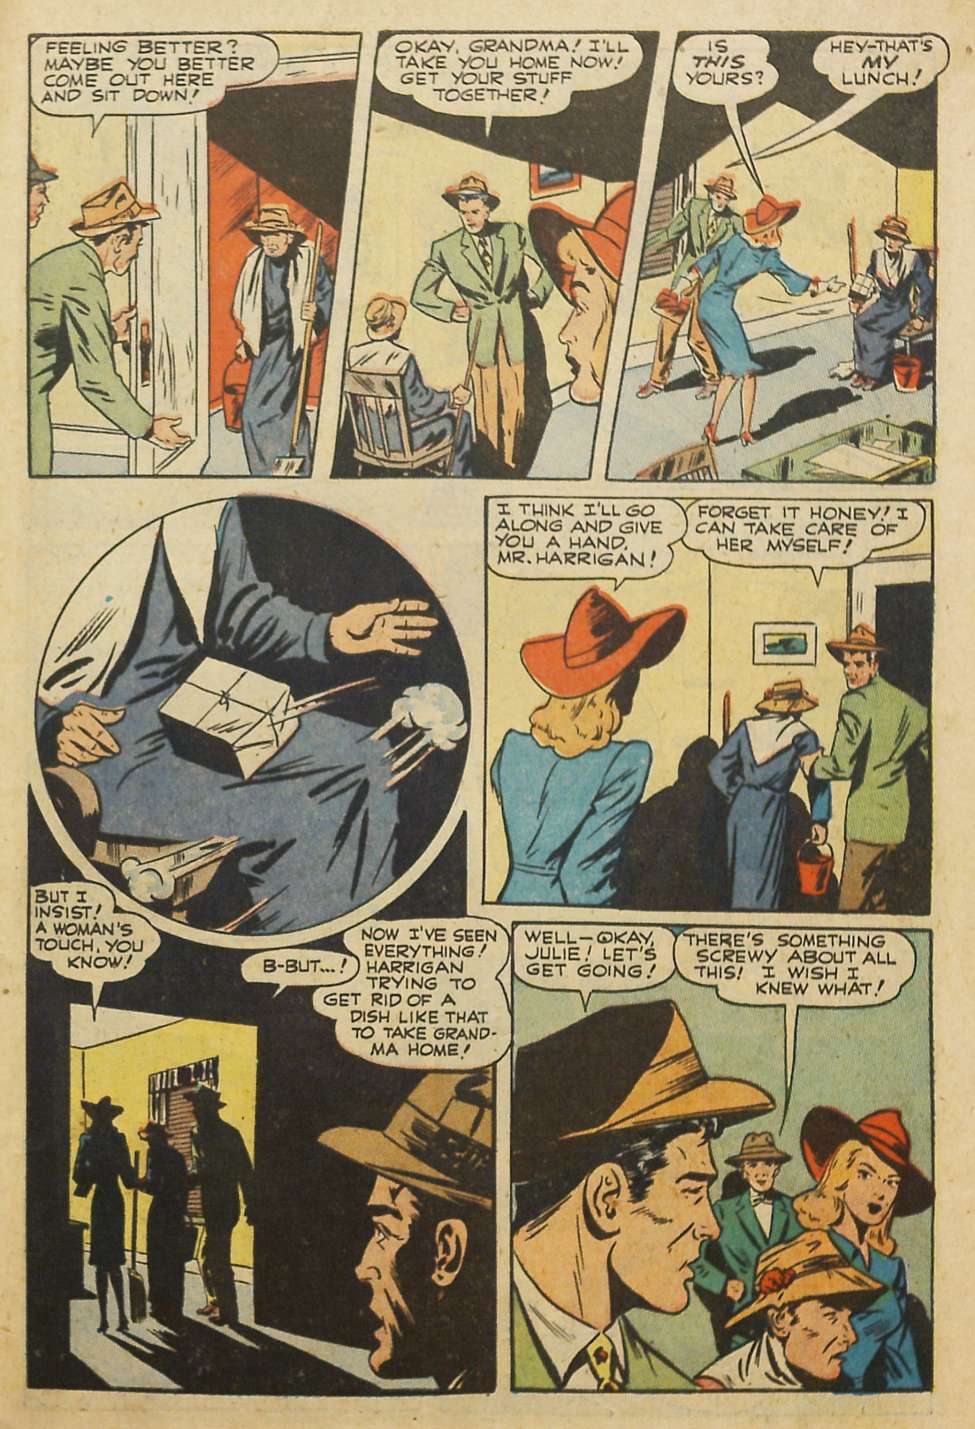 FEELING BETTER?
MAYBE YOU BETTER
COME OUT HERE
AND SIT DOWN!
OKAY, GRANDMA! I'LL
TAKE YOU HOME NOW!
GET YOUR STUFF
TOGETHER!
IS
THIS
YOURS?
HEY-THAT'S
MY
LUNCH!
I THINK I'LL GO
ALONG AND GIVE
YOU A HAND,
MR. HARRIGAN!
FORGET IT HONEY! I
CAN TAKE CARE OF
HER MYSELF!
BUT I
INSIST!
A WOMAN'S
TOUCH, YOU
KNOW!
B-BUT...!
NOW I'VE SEEN
EVERYTHING!
HARRIGAN
TRYING TO
GET RID OF A
DISH LIKE THAT
TO TAKE GRAND-
MA HOME!
WELL-OKAY,
JULIE! LET'S
GET GOING!
THERE'S SOMETHING
SCREWY ABOUT ALL
THIS! I WISH I
KNEW WHAT!